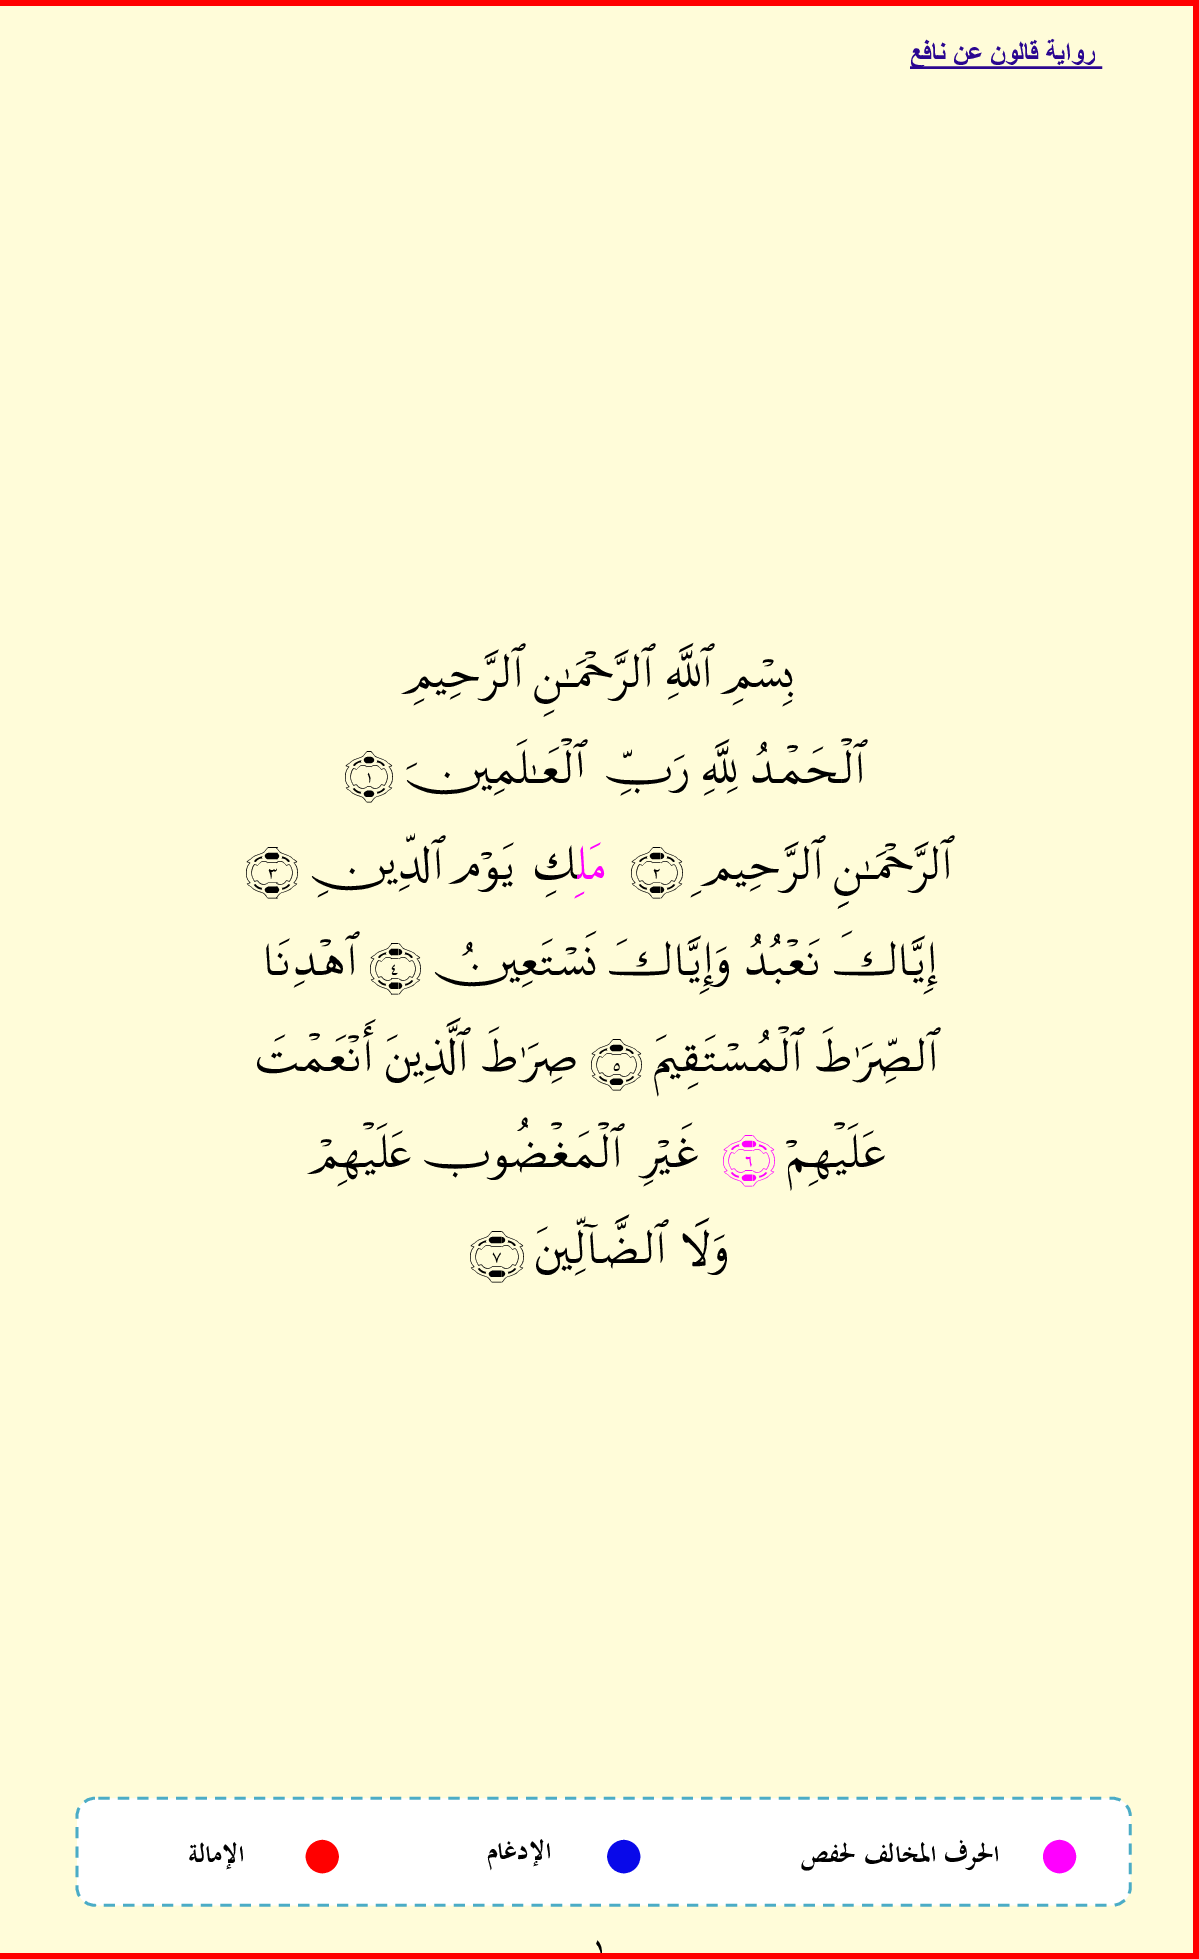 رواية قالون عن نافع
بِسْمِ ٱللَّهِ ٱلرَّحْمَٰنِ ٱلرَّحِيمِ
ٱلْحَمْدُ لِلَّهِ رَبِّ ٱلْعَٰلَمِينَ ١
ٱلرَّحْمَٰنِ ٱلرَّحِيمِ ٢ مَلِكِ يَوْمِ ٱلدِّينِ ٣
إِيَّاكَ نَعْبُدُ وَإِيَّاكَ نَسْتَعِينُ ٤ ٱهْدِنَا
ٱلصِّرَٰطَ ٱلْمُسْتَقِيمَ ٥ صِرَٰطَ ٱلَّذِينَ أَنْعَمْتَ
عَلَيْهِمْ ٦ غَيْرِ ٱلْمَغْضُوبِ عَلَيْهِمْ
وَلَا ٱلضَّآلِّينَ ٧
الحرف المخالف لحفص الإدغام الإمالة
١